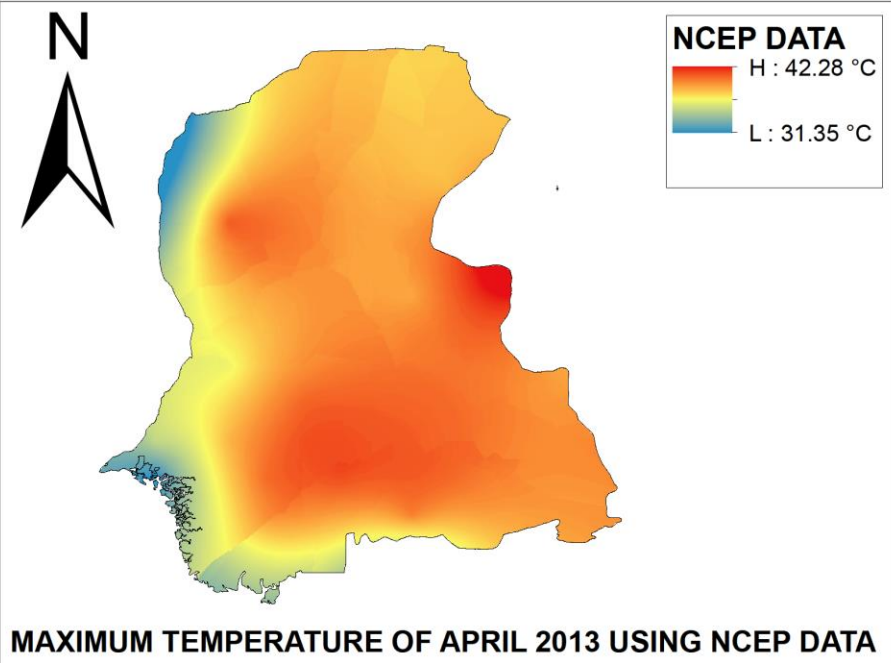 N
NCEP DATA
H : 42.28 °C
L : 31.35 °C
MAXIMUM TEMPERATURE OF APRIL 2013 USING NCEP DATA